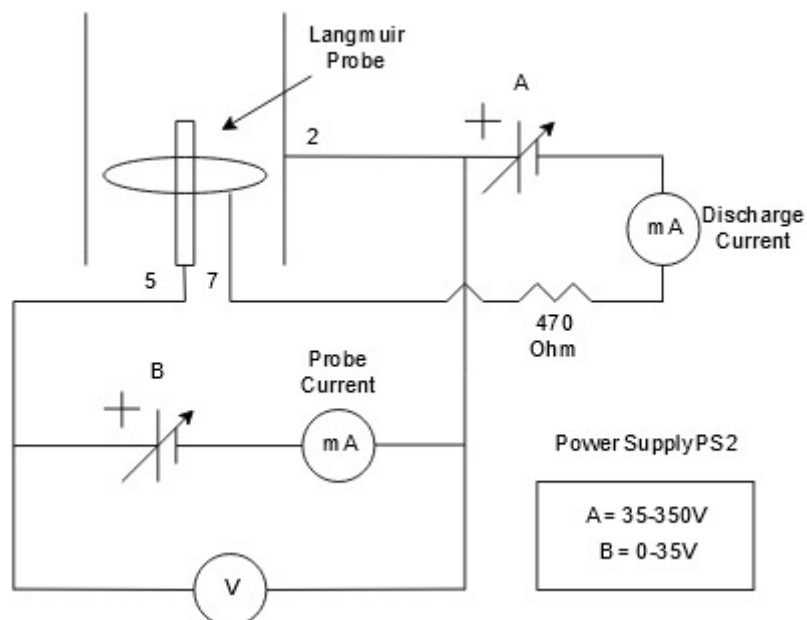 Langmuir
Probe
A
+
2
mA
Discharge
Current
5
7
470
Ohm
B
+
Probe
Current
mA
Power Supply PS2
A = 35-350V
B = 0-35V
V